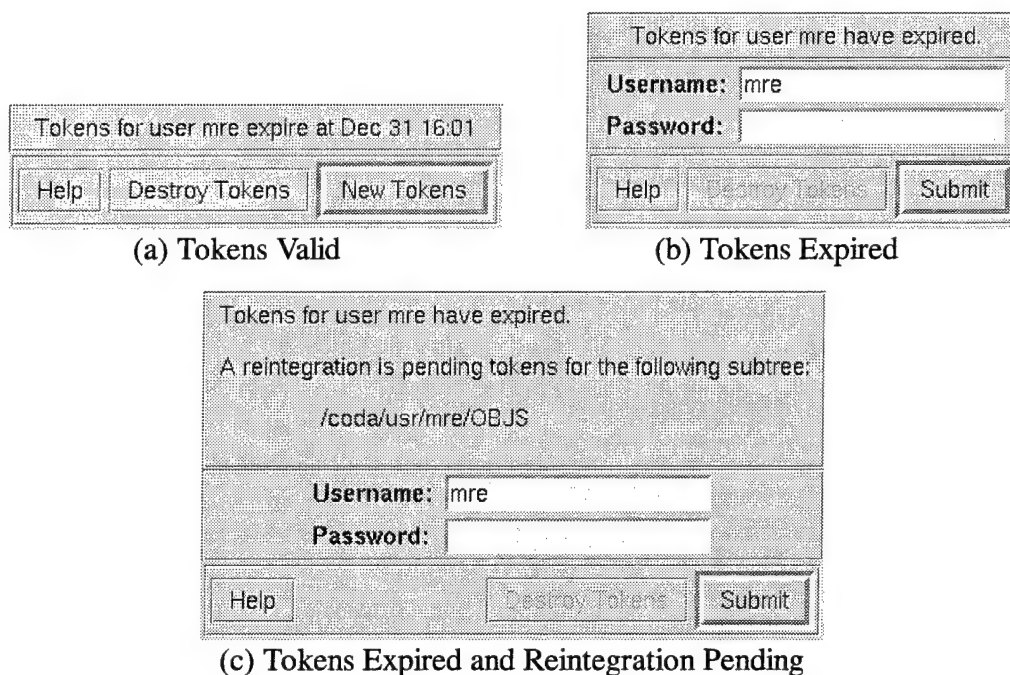 Tokens for user mre expire at Dec 31 16:01
Help Destroy Tokens New Tokens
(a) Tokens Valid
Tokens for user mre have expired.
Username: mre
Password:
Help Destroy Tokens Submit
(b) Tokens Expired
Tokens for user mre have expired.
A reintegration is pending tokens for the following subtree:
/coda/usr/mre/OBJS
Username: mre
Password:
Help Destroy Tokens Submit
(c) Tokens Expired and Reintegration Pending